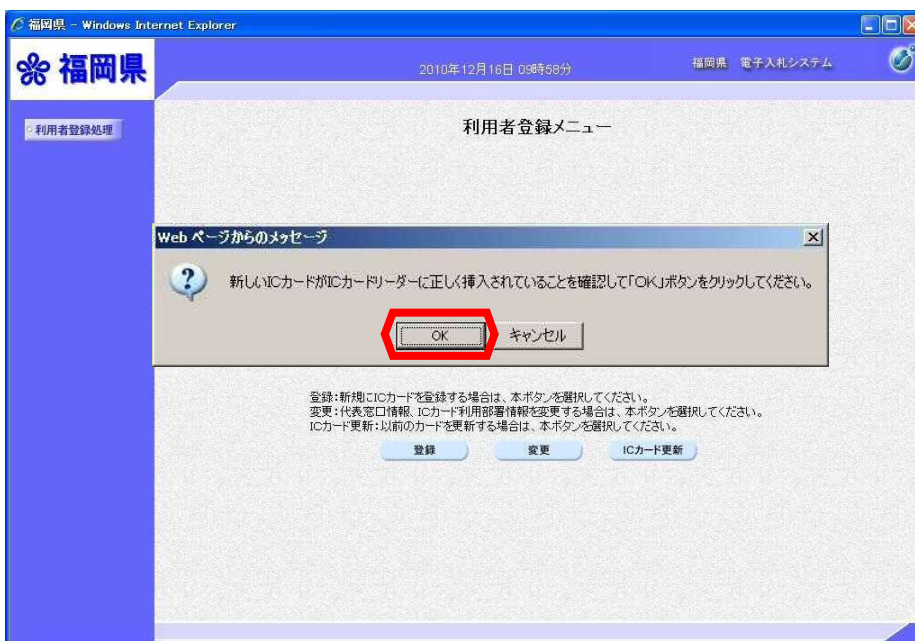 福岡県 - Windows Internet Explorer
福岡県
2010年12月16日 09時58分
福岡県 電子入札システム
利用者登録処理
利用者登録メニュー
Web ページからのメッセージ
新しいICカードがICカードリーダーに正しく挿入されていることを確認して「OK」ボタンをクリックしてください。
OK
キャンセル
登録:新規にICカードを登録する場合は、本ボタンを選択してください。
変更:代表窓口情報、ICカード利用部署情報を変更する場合は、本ボタンを選択してください。
ICカード更新:以前のカードを更新する場合は、本ボタンを選択してください。
登録
変更
ICカード更新